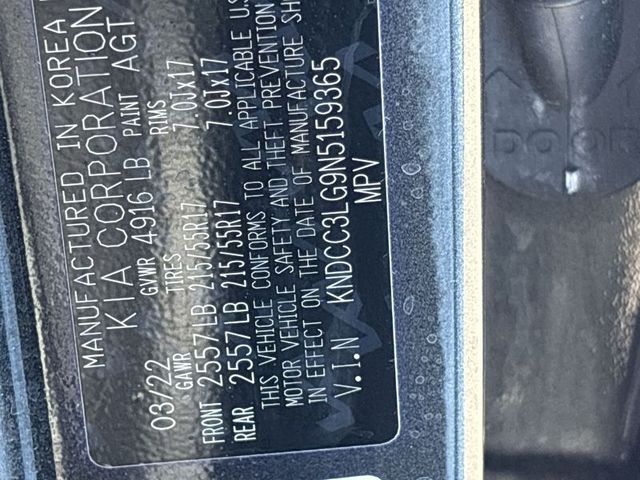 MANUFACTURED IN KOREA
KIA CORPORATION
03/22 GVWR 4916 LB PAINT AGT
GAWR TIRES RIMS
FRONT 2557LB 215/55R17 7.0Jx17
REAR 2557LB 215/55R17 7.0Jx17
THIS VEHICLE CONFORMS TO ALL APPLICABLE U.S
MOTOR VEHICLE SAFETY AND THEFT PREVENTION
IN EFFECT ON THE DATE OF MANUFACTURE SH
V.I.N KNDCC3LG9N5159365
MPV